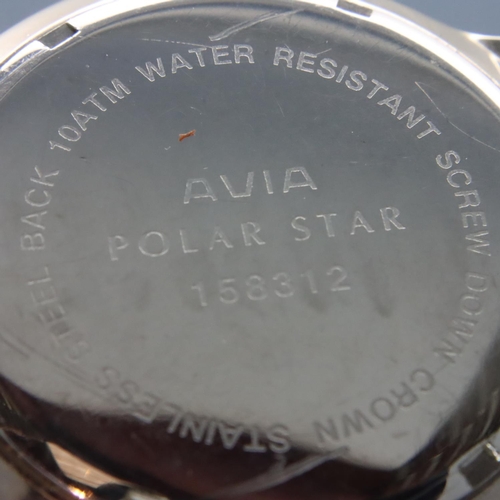 STAINLESS STEEL BACK 10ATM WATER RESISTANT SCREW DOWN CROWN
AVIA
POLAR STAR
158312